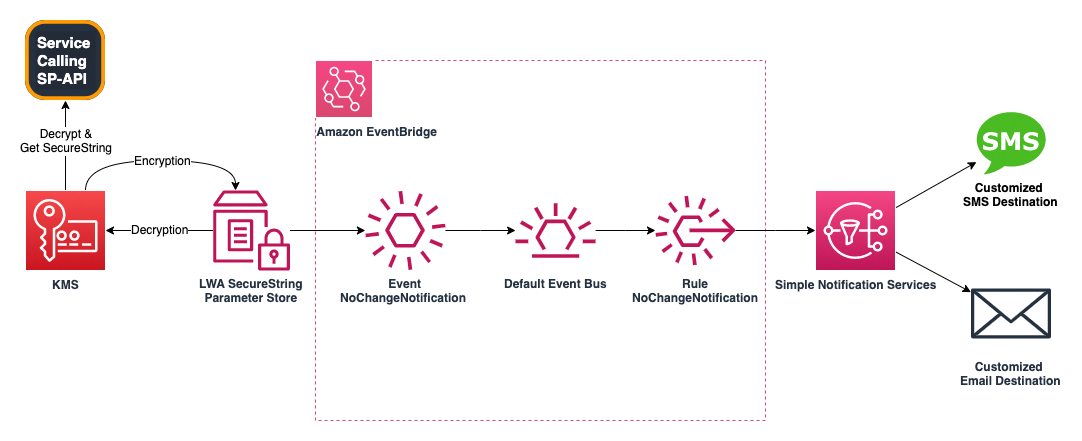 Service
Calling
SP-API
Decrypt &
Get SecureString
Encryption
Decryption
KMS
LWA SecureString
Parameter Store
Amazon EventBridge
Event
NoChangeNotification
Default Event Bus
Rule
NoChangeNotification
Simple Notification Services
SMS
Customized
SMS Destination
Customized
Email Destination